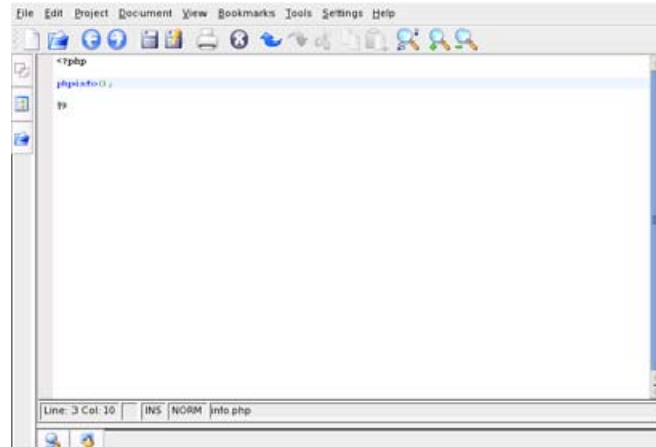 File Edit Project Document View Bookmarks Tools Settings Help
<?php
phpinfo();
?>
Line: 3 Col: 10 INS NORM info.php